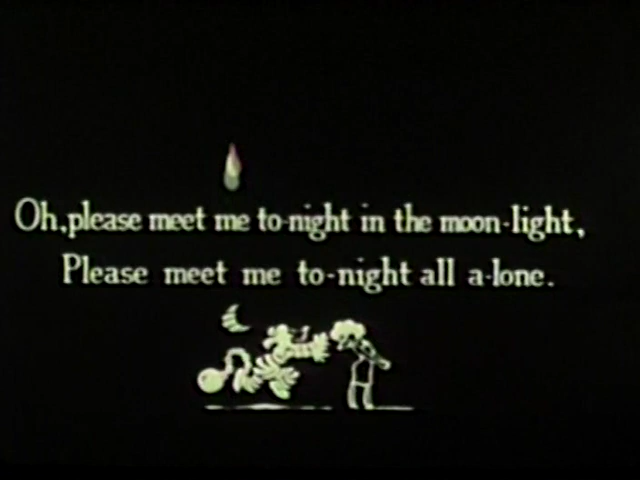 Oh, please meet me to-night in the moon-light,
Please meet me to-night all a-lone.